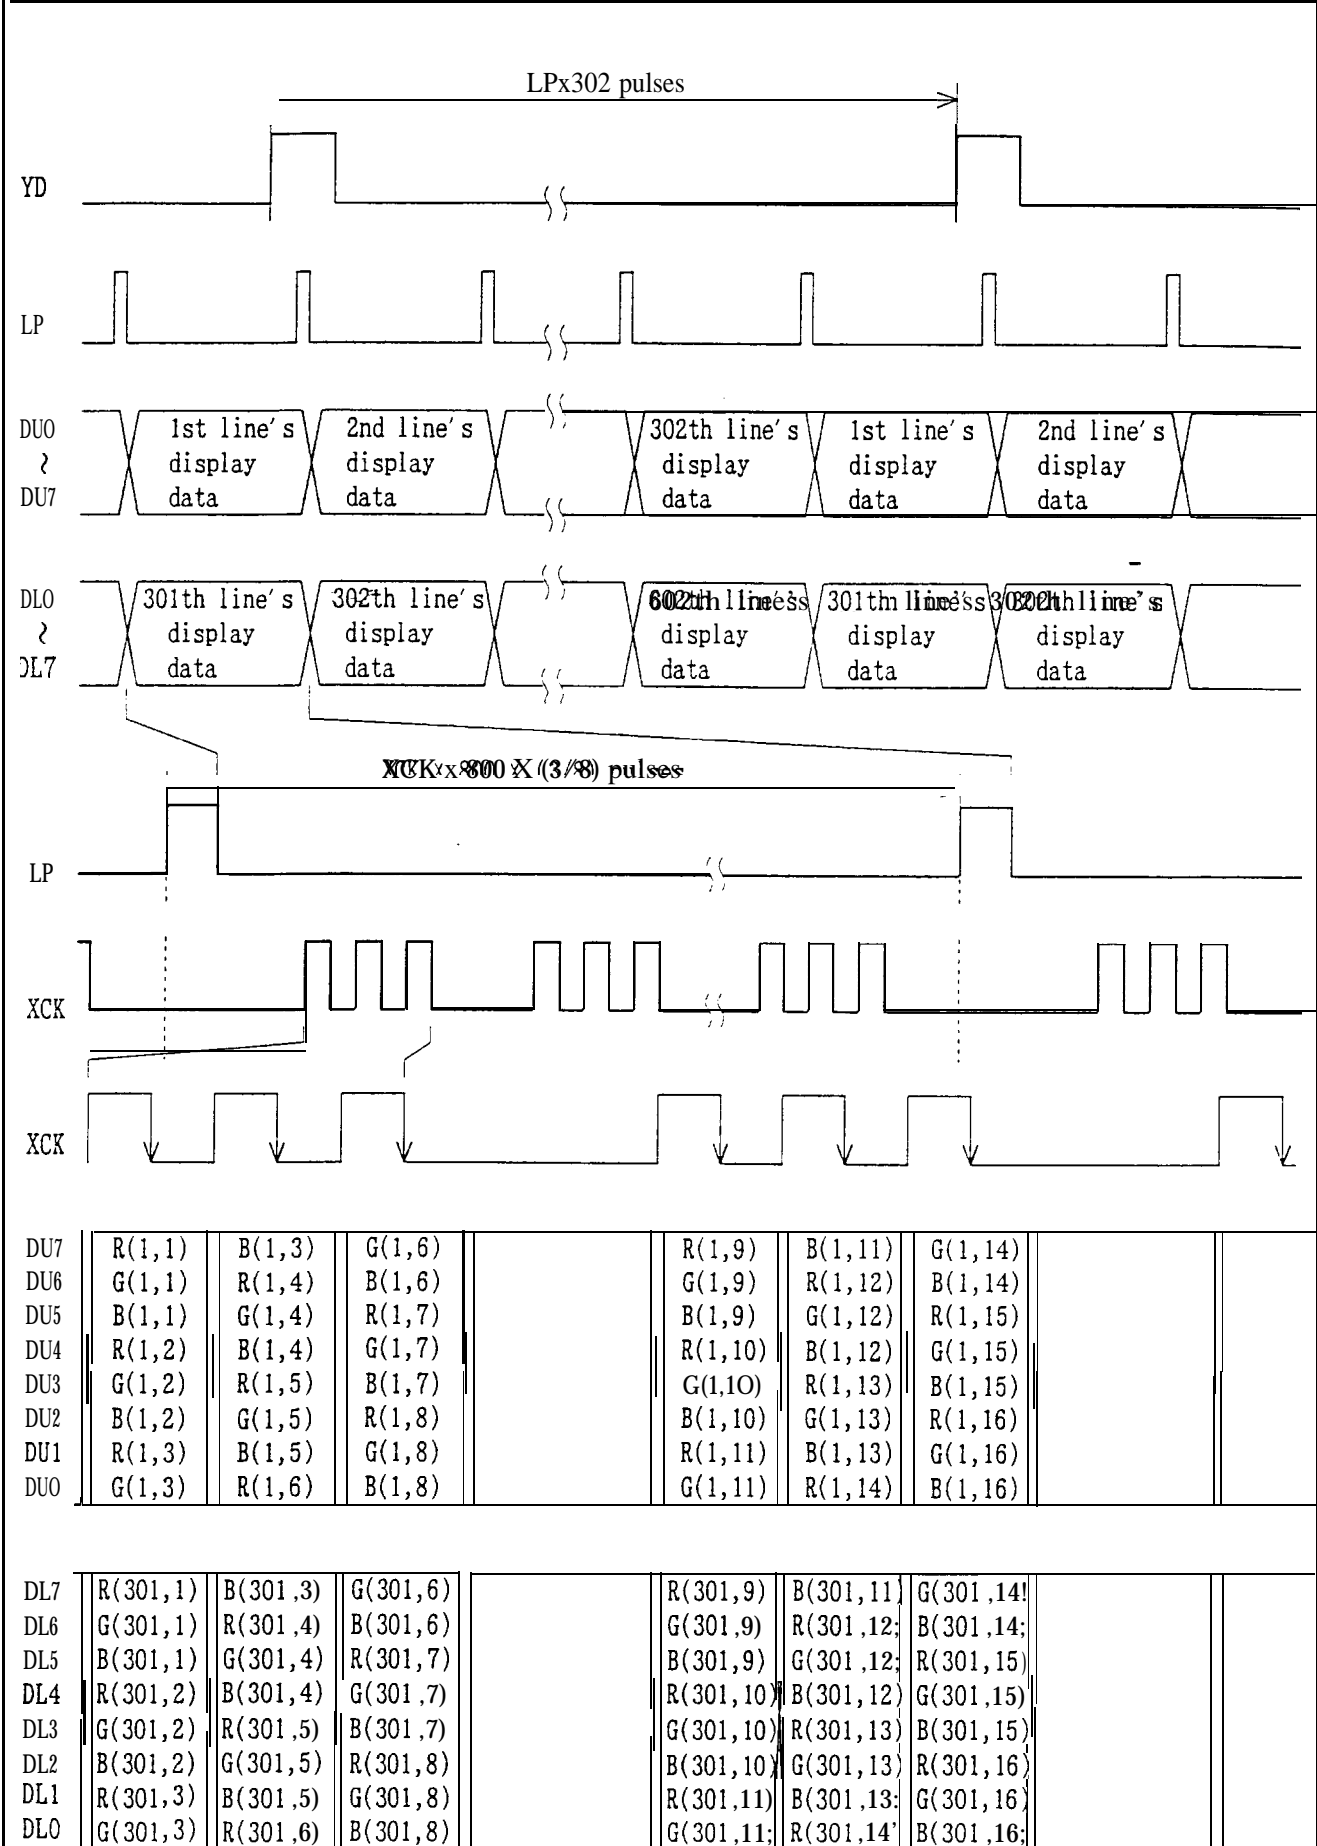 LPx302 pulses
YD
LP
DU0 1st line's 2nd line's 302th line's 1st line's 2nd line's
≀ display display display display display
DU7 data data data data data
DL0 301th line's 302th line's 602th line's 301th line's 302th line's
≀ display display display display display
DL7 data data data data data
XCK x 800 X (3/8) pulses
LP
XCK
XCK
DU7 R(1,1) B(1,3) G(1,6) R(1,9) B(1,11) G(1,14)
DU6 G(1,1) R(1,4) B(1,6) G(1,9) R(1,12) B(1,14)
DU5 B(1,1) G(1,4) R(1,7) B(1,9) G(1,12) R(1,15)
DU4 R(1,2) B(1,4) G(1,7) R(1,10) B(1,12) G(1,15)
DU3 G(1,2) R(1,5) B(1,7) G(1,1O) R(1,13) B(1,15)
DU2 B(1,2) G(1,5) R(1,8) B(1,10) G(1,13) R(1,16)
DU1 R(1,3) B(1,5) G(1,8) R(1,11) B(1,13) G(1,16)
DU0 G(1,3) R(1,6) B(1,8) G(1,11) R(1,14) B(1,16)
DL7 R(301,1) B(301,3) G(301,6) R(301,9) B(301,11) G(301,14!
DL6 G(301,1) R(301,4) B(301,6) G(301,9) R(301,12; B(301,14;
DL5 B(301,1) G(301,4) R(301,7) B(301,9) G(301,12; R(301,15)
DL4 R(301,2) B(301,4) G(301,7) R(301,10) B(301,12) G(301,15)
DL3 G(301,2) R(301,5) B(301,7) G(301,10) R(301,13) B(301,15)
DL2 B(301,2) G(301,5) R(301,8) B(301,10) G(301,13) R(301,16)
DL1 R(301,3) B(301,5) G(301,8) R(301,11) B(301,13: G(301,16)
DL0 G(301,3) R(301,6) B(301,8) G(301,11; R(301,14' B(301,16;